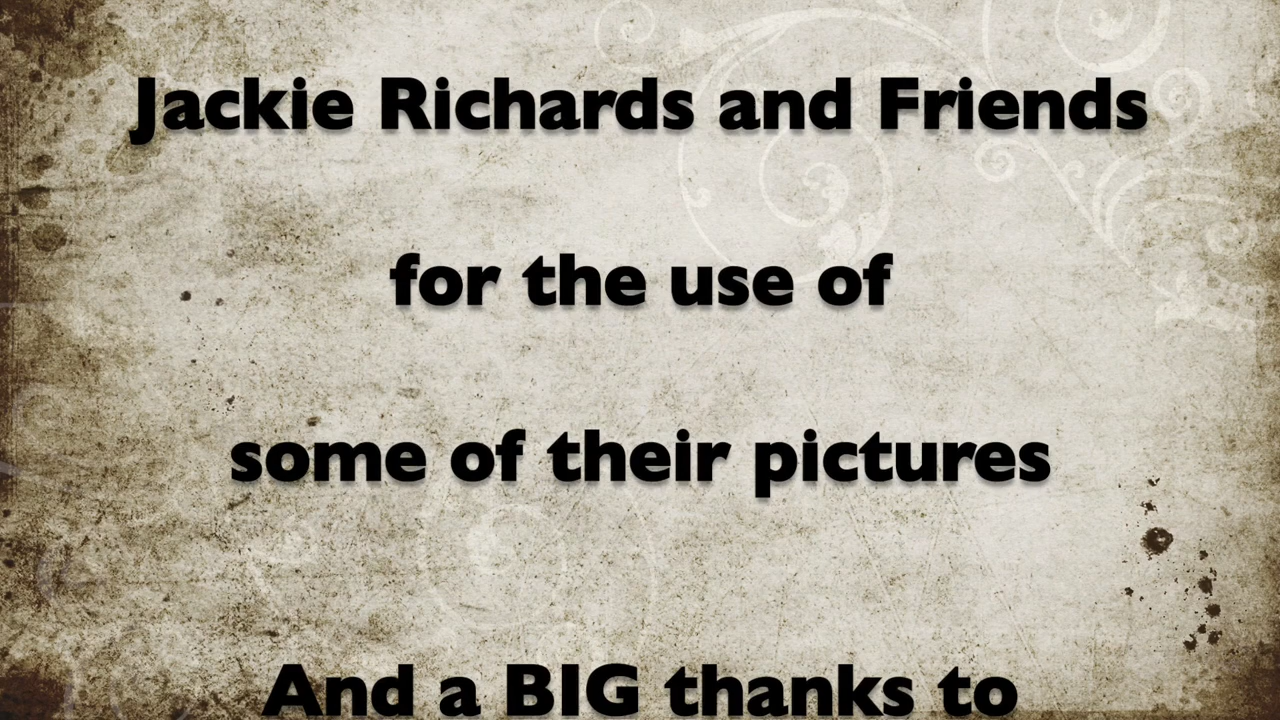 Jackie Richards and Friends
for the use of
some of their pictures
And a BIG thanks to